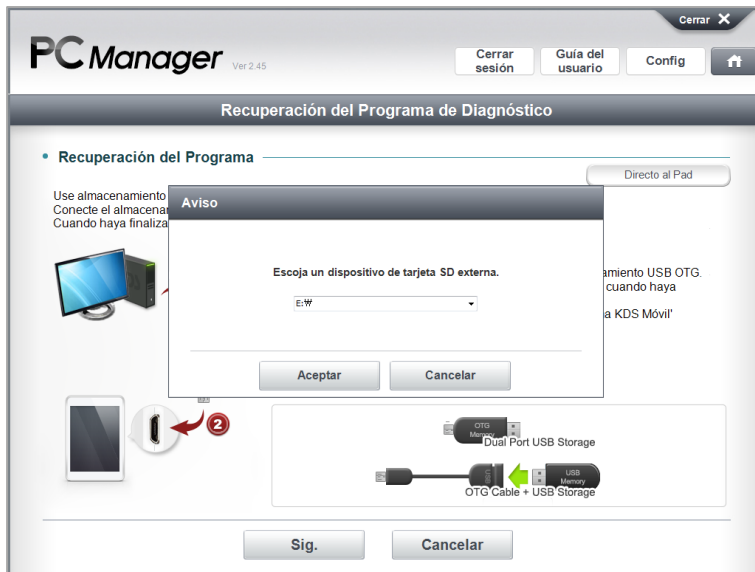 Cerrar X
PC Manager Ver 2.45
Cerrar sesión
Guía del usuario
Config
Recuperación del Programa de Diagnóstico
• Recuperación del Programa
Directo al Pad
Use almacenamiento
Conecte el
Cuando haya
Aviso
Escoja un dispositivo de tarjeta SD externa.
E:₩
Aceptar
Cancelar
USB OTG.
cuando haya
KDS Móvil'
2
OTG
Memory
Dual Port USB Storage
USB
USB
Memory
OTG Cable + USB Storage
Sig.
Cancelar